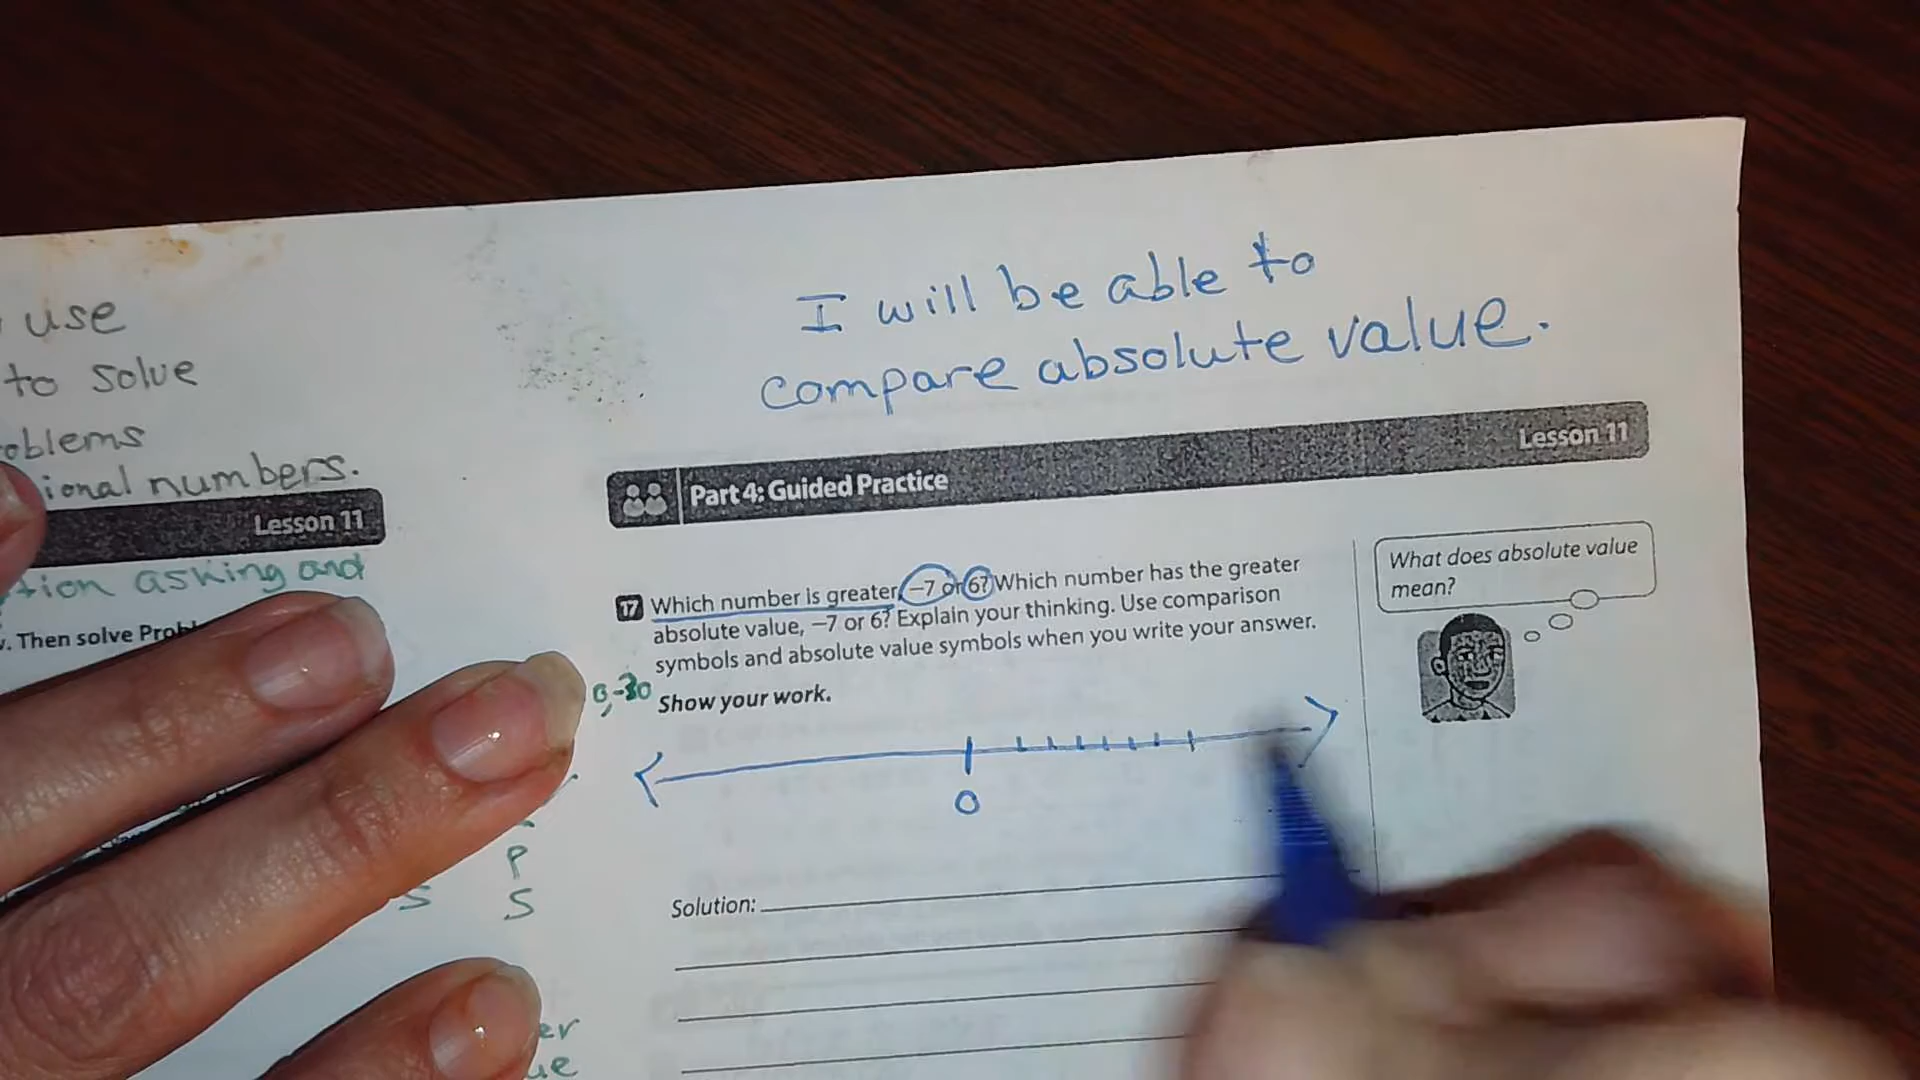 I will be able to
compare absolute value.
use
to solve
oblems
ional numbers.
Lesson 11
tion asking and
. Then solve
Part 4: Guided Practice
Lesson 11
17 Which number is greater, −7 or 6? Which number has the greater
absolute value, −7 or 6? Explain your thinking. Use comparison
symbols and absolute value symbols when you write your answer.
Show your work.
0
Solution:
What does absolute value
mean?
P
S
S
er
ue